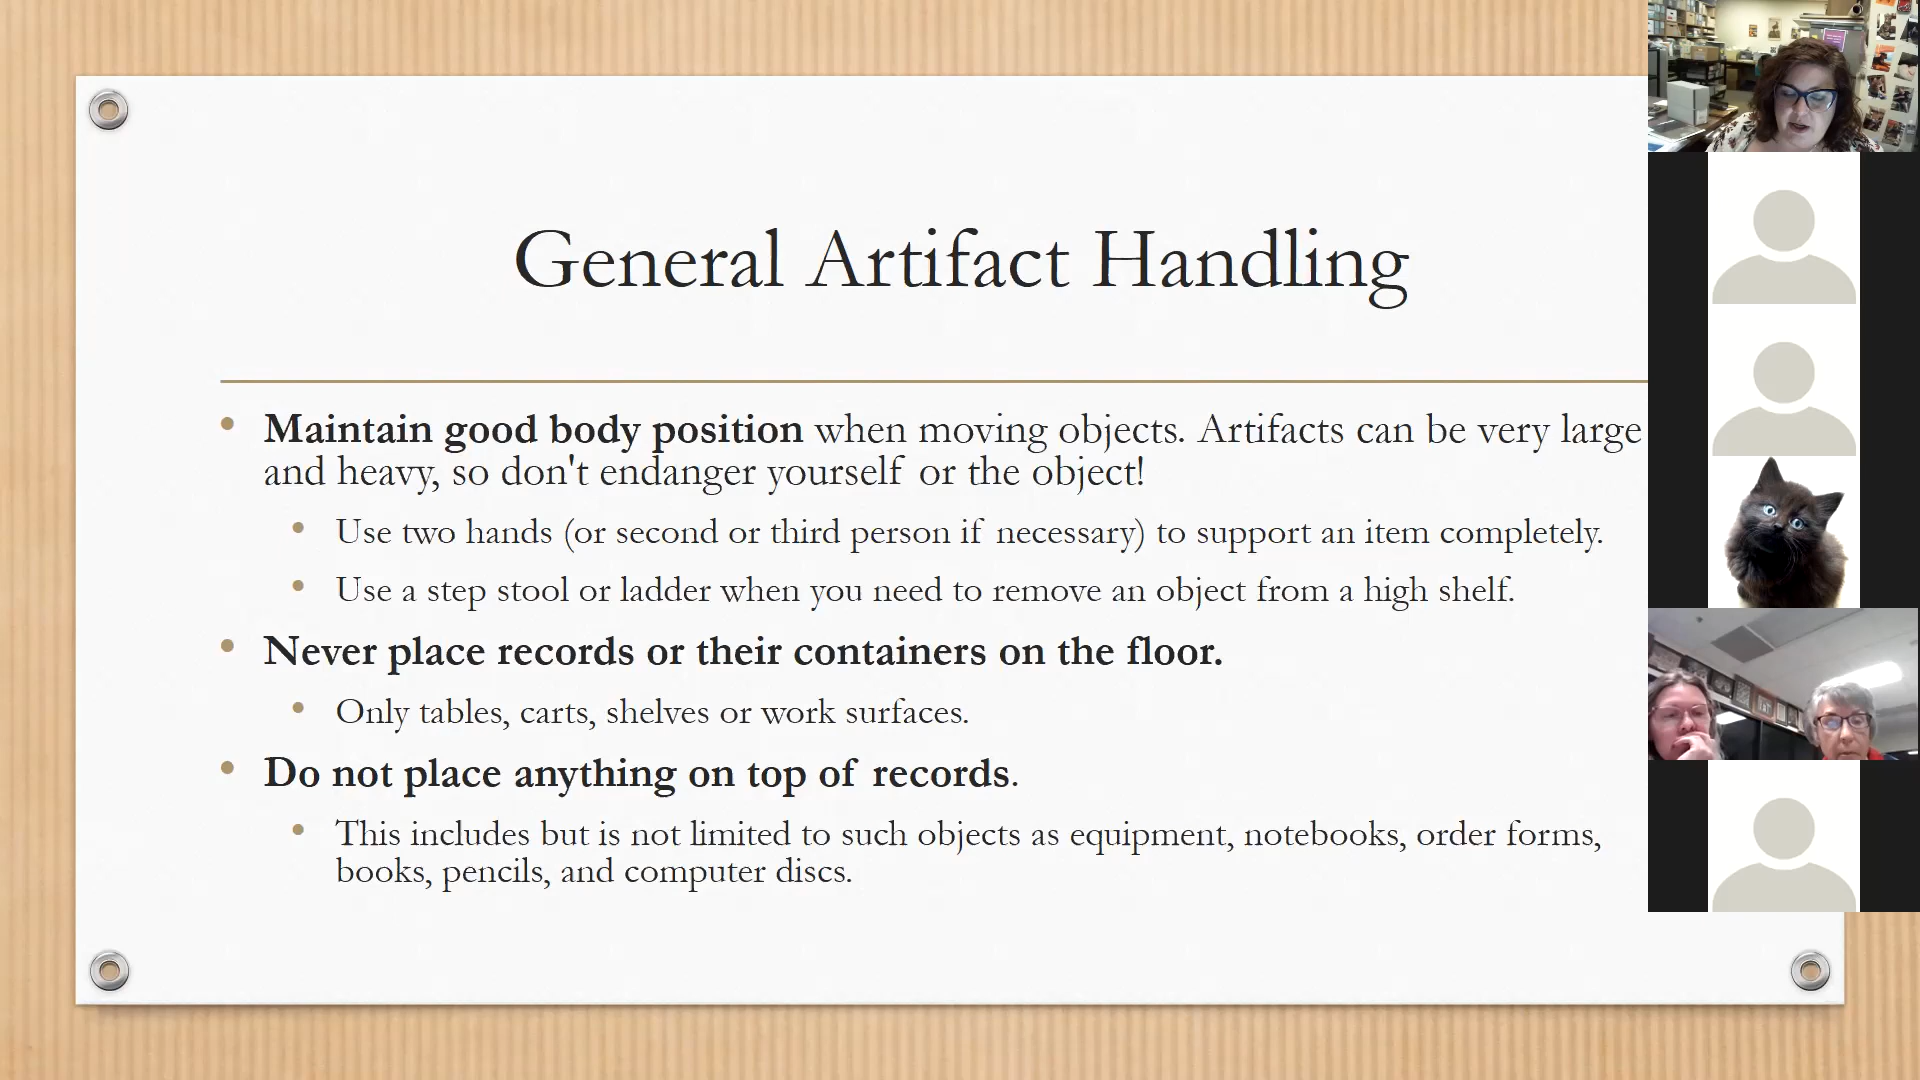 General Artifact Handling
• Maintain good body position when moving objects. Artifacts can be very large
and heavy, so don't endanger yourself or the object!
• Use two hands (or second or third person if necessary) to support an item completely.
• Use a step stool or ladder when you need to remove an object from a high shelf.
• Never place records or their containers on the floor.
• Only tables, carts, shelves or work surfaces.
• Do not place anything on top of records.
• This includes but is not limited to such objects as equipment, notebooks, order forms,
books, pencils, and computer discs.